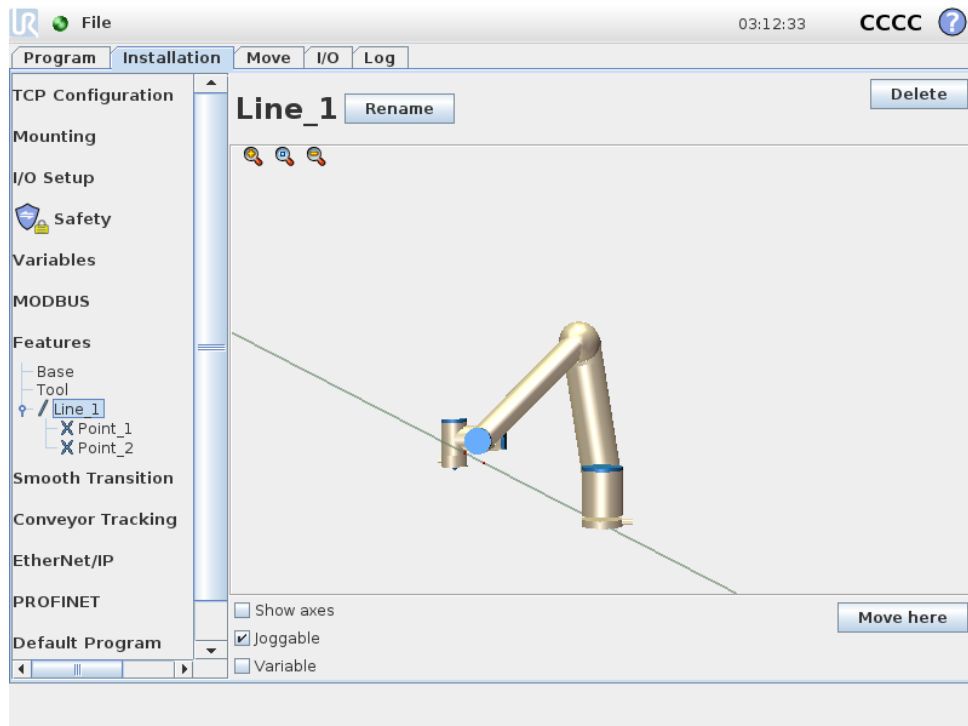 UR File 03:12:33 CCCC ?
Program Installation Move I/O Log
TCP Configuration
Mounting
I/O Setup
Safety
Variables
MODBUS
Features
Base
Tool
Line_1
Point_1
Point_2
Smooth Transition
Conveyor Tracking
EtherNet/IP
PROFINET
Default Program
Line_1 Rename Delete
Show axes
Joggable
Variable
Move here